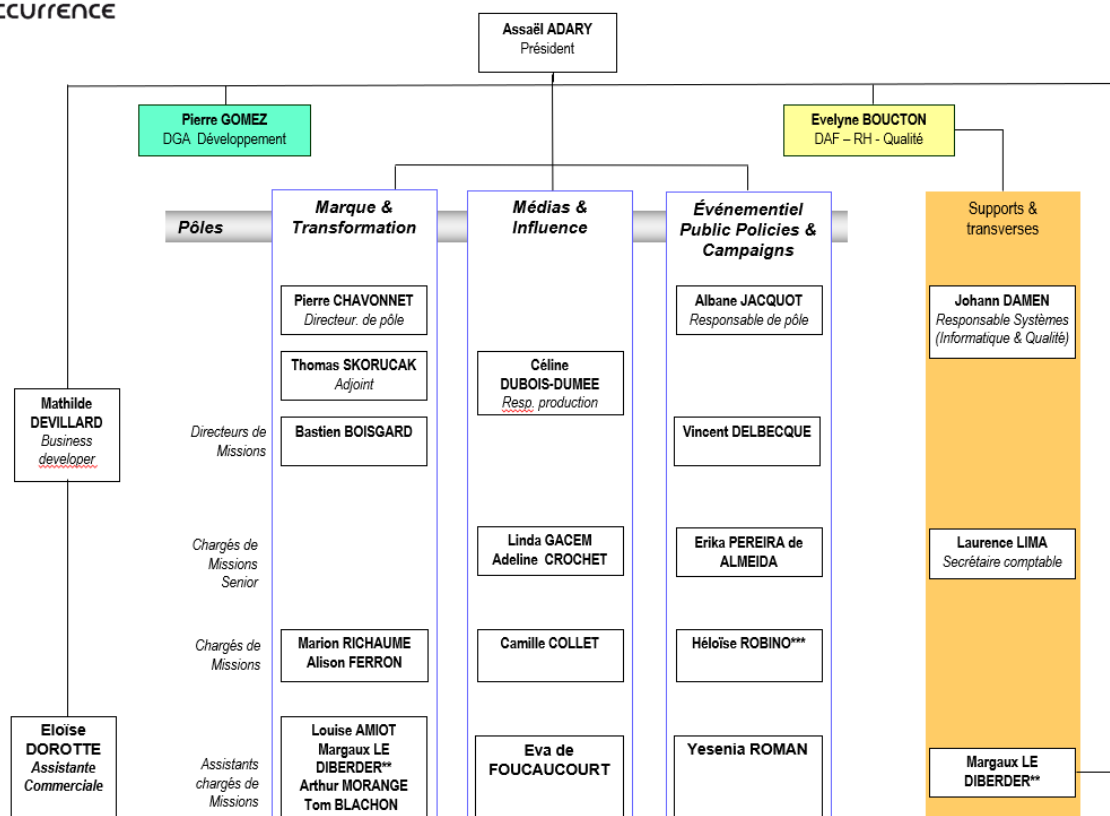 Assaël ADARY
Président
Pierre GOMEZ
DGA Développement
Evelyne BOUCTON
DAF – RH - Qualité
Pôles
Marque &
Transformation
Médias &
Influence
Événementiel
Public Policies &
Campaigns
Supports &
transverses
Pierre CHAVONNET
Directeur. de pôle
Albane JACQUOT
Responsable de pôle
Johann DAMEN
Responsable Systèmes
(Informatique & Qualité)
Thomas SKORUCAK
Adjoint
Céline
DUBOIS-DUMEE
Resp. production
Mathilde
DEVILLARD
Business
developer
Directeurs de
Missions
Bastien BOISGARD
Vincent DELBECQUE
Chargés de
Missions
Senior
Linda GACEM
Adeline CROCHET
Erika PEREIRA de
ALMEIDA
Laurence LIMA
Secrétaire comptable
Chargés de
Missions
Marion RICHAUME
Alison FERRON
Camille COLLET
Héloïse ROBINO***
Eloïse
DOROTTE
Assistante
Commerciale
Assistants
chargés de
Missions
Louise AMIOT
Margaux LE
DIBERDER**
Arthur MORANGE
Tom BLACHON
Eva de
FOUCAUCOURT
Yesenia ROMAN
Margaux LE
DIBERDER**